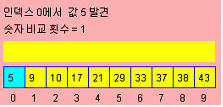 인덱스 0에서 값 5 발견
숫자 비교 횟수 = 1
5 9 10 17 21 29 33 37 38 43
0 1 2 3 4 5 6 7 8 9